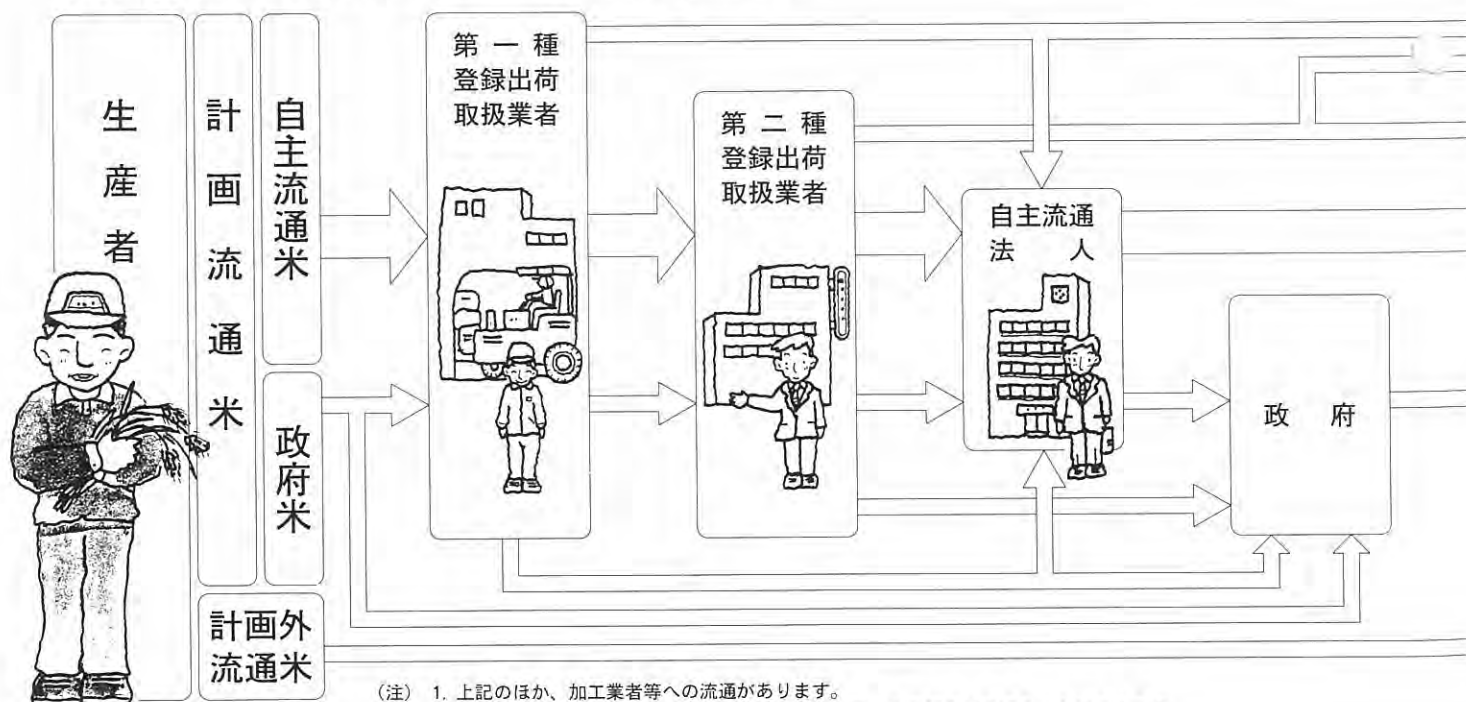 生産者
計画流通米
自主流通米
政府米
計画外
流通米
第一種
登録出荷
取扱業者
第二種
登録出荷
取扱業者
自主流通
法人
政府
(注) 1. 上記のほか、加工業者等への流通があります。